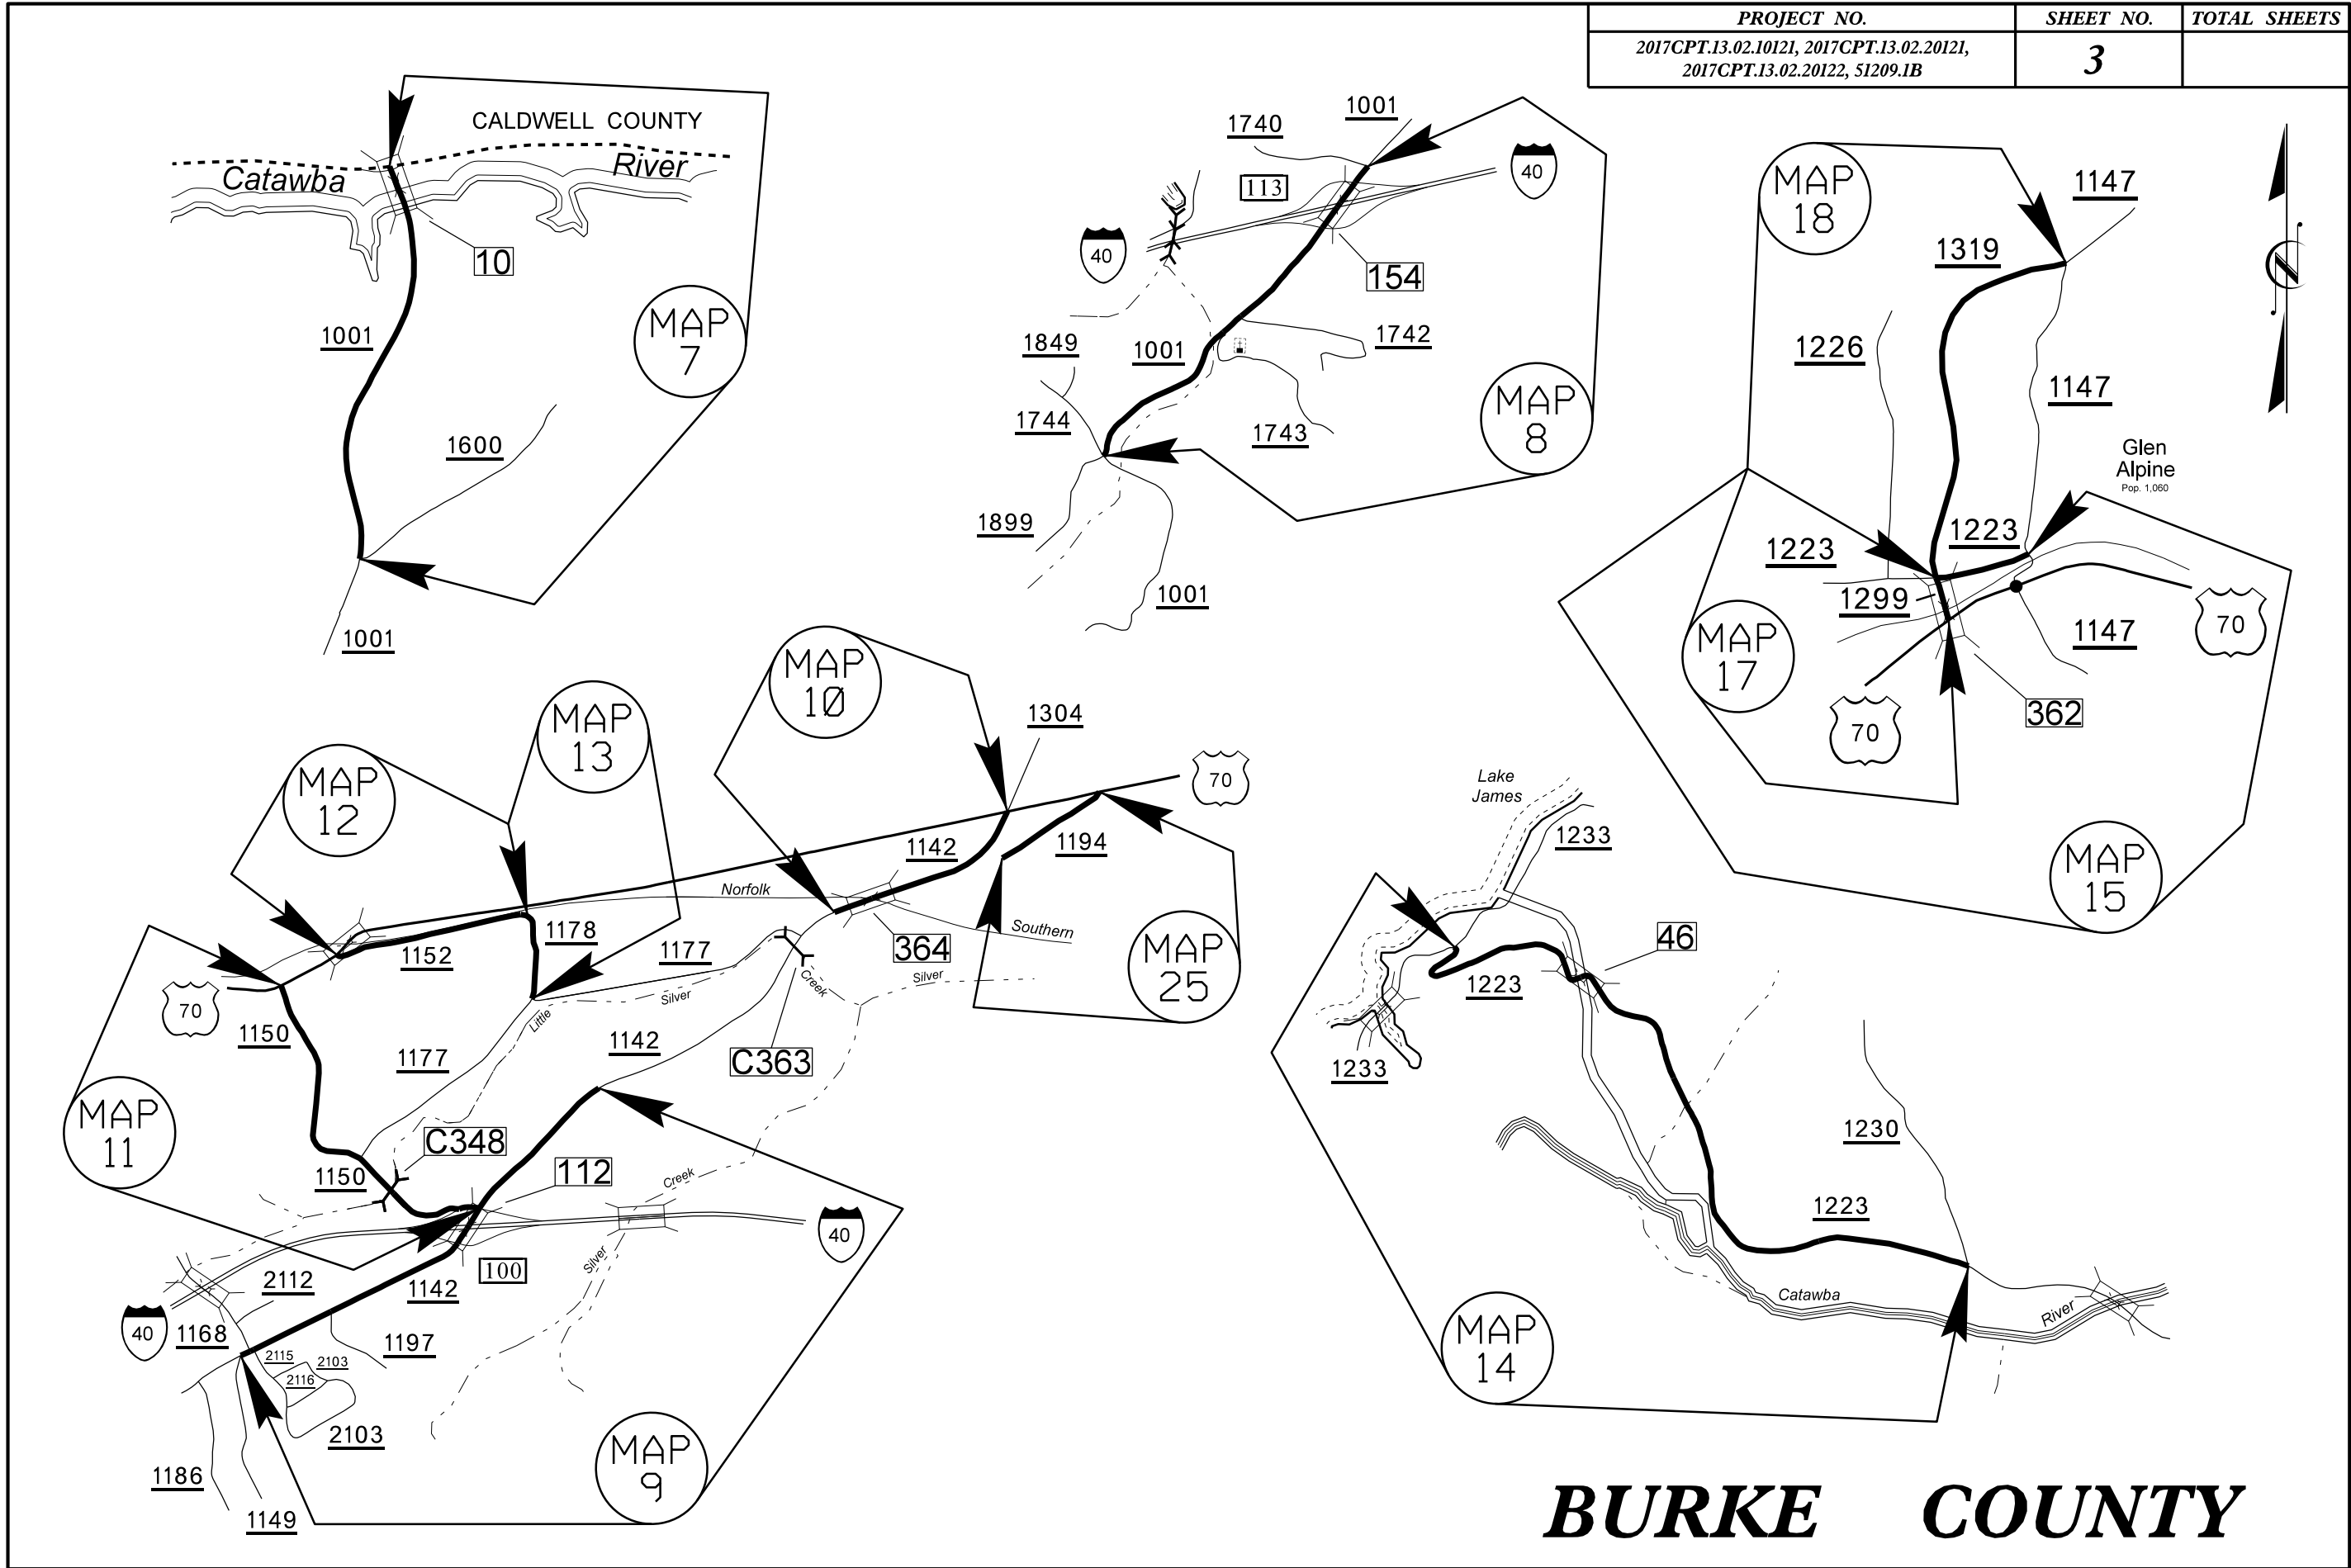 PROJECT NO. SHEET NO. TOTAL SHEETS
2017CPT.13.02.10121, 2017CPT.13.02.20121,
2017CPT.13.02.20122, 51209.1B
3
CALDWELL COUNTY
Catawba River
10
1001
MAP
7
1600
1001
1740
1001
113
40
40
154
1849
1001
1742
1744
1743
MAP
8
1899
1001
MAP
18
1147
1319
1226
1147
N
Glen
Alpine
Pop. 1,060
1223
1223
1299
1147
70
MAP
17
362
70
MAP
15
MAP
10
MAP
13
MAP
12
1304
70
1142
1194
Norfolk
Southern
1152
1178
1177
364
MAP
25
70
1150
Silver
Creek
Silver
Little
1177
1142
C363
MAP
11
C348
1150
112
Creek
40
Silver
100
2112
1142
40
1168
1197
2115
2103
2116
2103
1186
1149
MAP
9
Lake
James
1233
46
1223
1233
1230
1223
Catawba
River
MAP
14
BURKE COUNTY